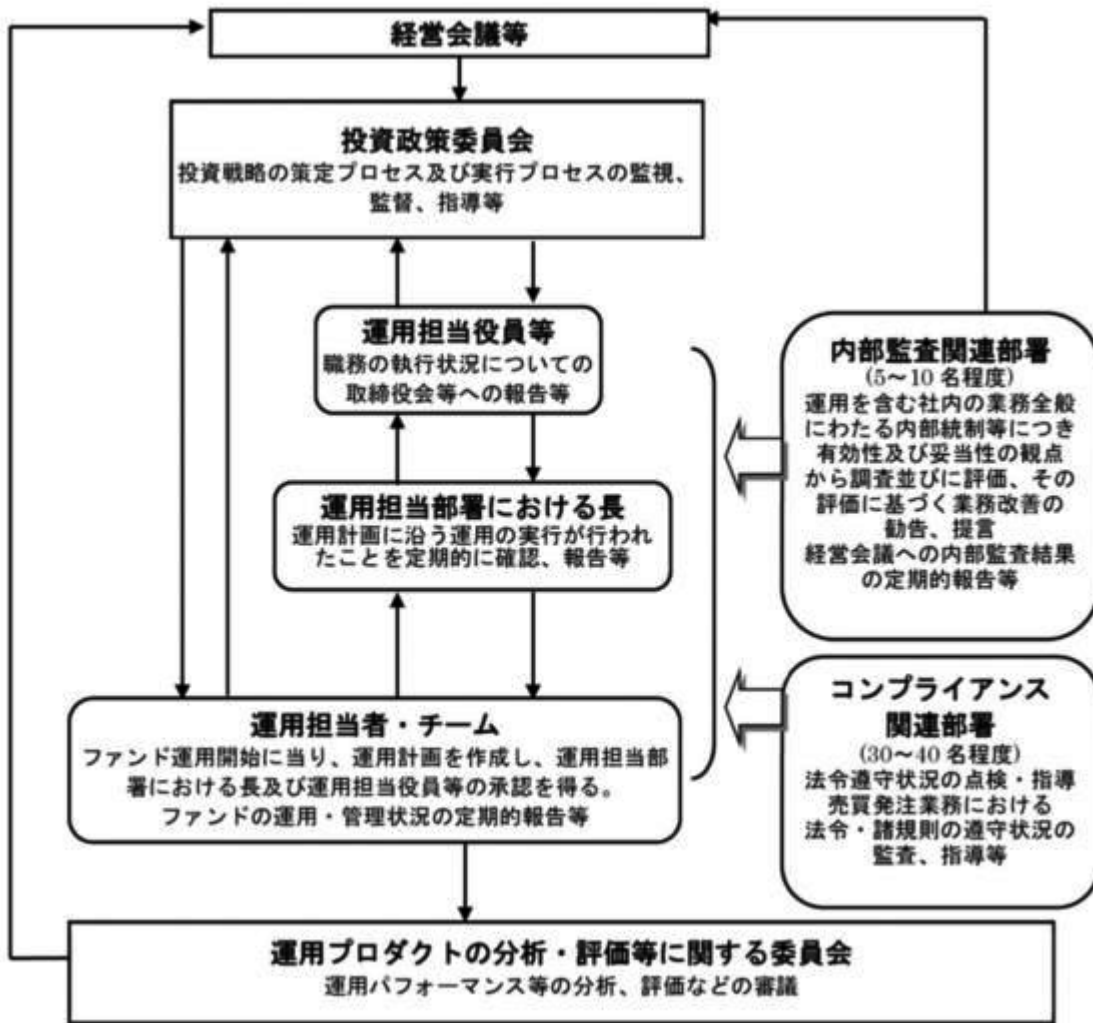 経営会議等
投資政策委員会
投資戦略の策定プロセス及び実行プロセスの監視、
監督、指導等
運用担当役員等
職務の執行状況についての
取締役会等への報告等
運用担当部署における長
運用計画に沿う運用の実行が行われ
たことを定期的に確認、報告等
運用担当者・チーム
ファンド運用開始に当り、運用計画を作成し、運用担当部
署における長及び運用担当役員等の承認を得る。
ファンドの運用・管理状況の定期的報告等
内部監査関連部署
(5～10 名程度)
運用を含む社内の業務全般
にわたる内部統制等につき
有効性及び妥当性の観点
から調査並びに評価、その
評価に基づく業務改善の
勧告、提言
経営会議への内部監査結果
の定期的報告等
コンプライアンス
関連部署
(30～40 名程度)
法令遵守状況の点検・指導
売買発注業務における
法令・諸規則の遵守状況の
監査、指導等
運用プロダクトの分析・評価等に関する委員会
運用パフォーマンス等の分析、評価などの審議